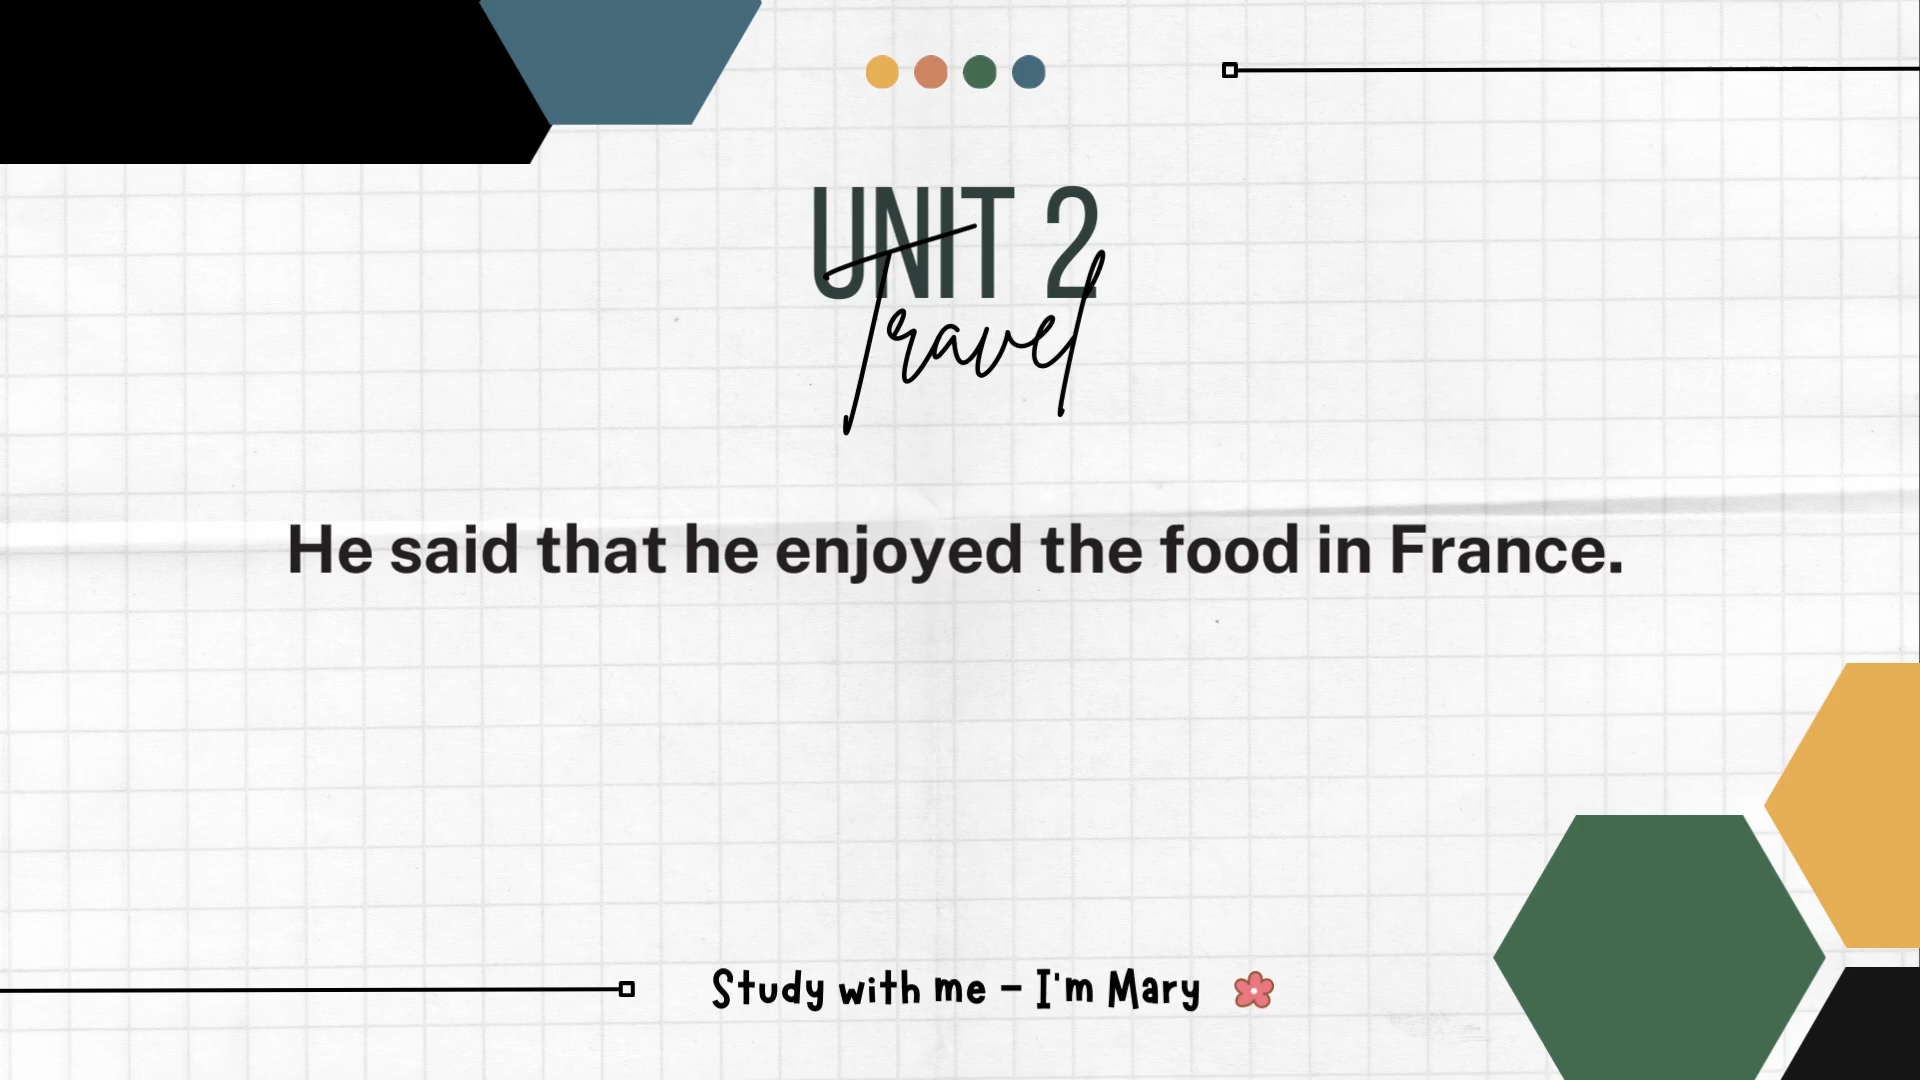 UNIT 2
Travel
He said that he enjoyed the food in France.
Study with me - I'm Mary